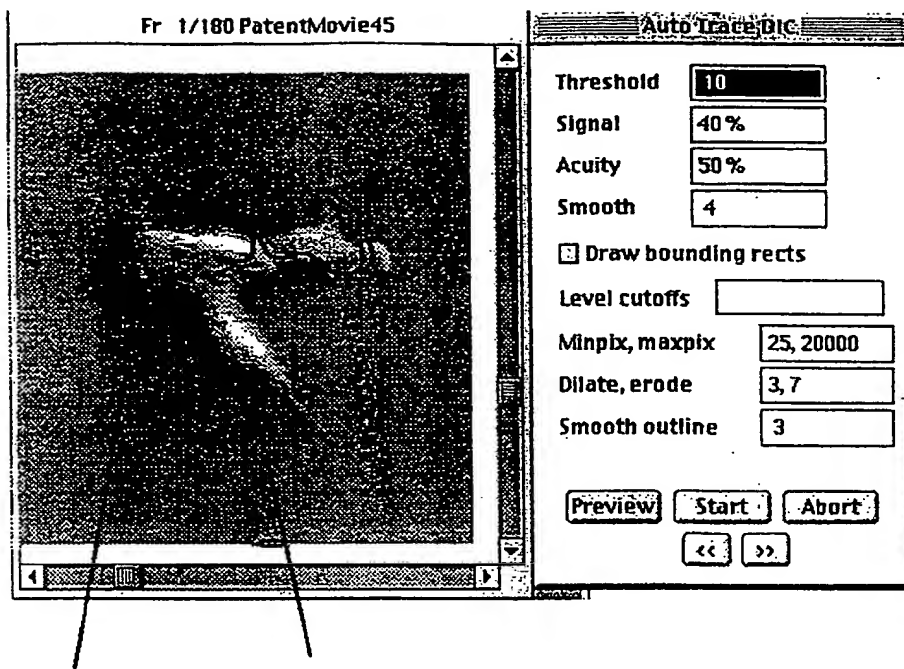 Fr 1/180 PatentMovie45
Auto Trace DIC
Threshold 10
Signal 40%
Acuity 50%
Smooth 4
Draw bounding rects
Level cutoffs
Minpix, maxpix 25, 20000
Dilate, erode 3, 7
Smooth outline 3
Preview Start Abort
<< >>